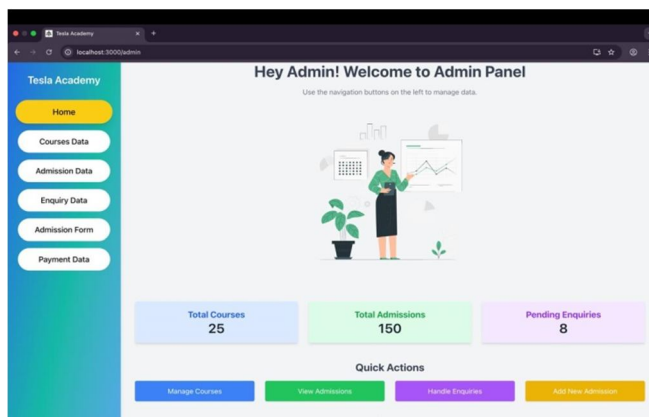 Tesla Academy
localhost:3000/admin
Tesla Academy
Home
Courses Data
Admission Data
Enquiry Data
Admission Form
Payment Data
Hey Admin! Welcome to Admin Panel
Use the navigation buttons on the left to manage data.
Total Courses
25
Total Admissions
150
Pending Enquiries
8
Quick Actions
Manage Courses
View Admissions
Handle Enquiries
Add New Admission